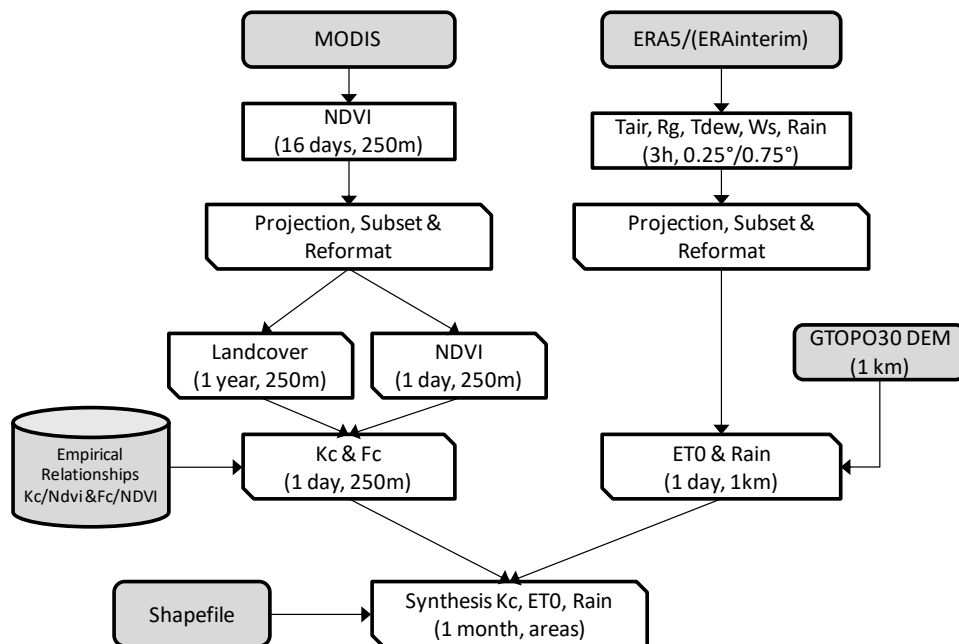 MODIS
ERA5/(ERAinterim)
NDVI
(16 days, 250m)
Tair, Rg, Tdew, Ws, Rain
(3h, 0.25°/0.75°)
Projection, Subset &
Reformat
Projection, Subset &
Reformat
Landcover
(1 year, 250m)
NDVI
(1 day, 250m)
GTOPO30 DEM
(1 km)
Empirical
Relationships
Kc/Ndvi &Fc/NDVI
Kc & Fc
(1 day, 250m)
ET0 & Rain
(1 day, 1km)
Shapefile
Synthesis Kc, ET0, Rain
(1 month, areas)